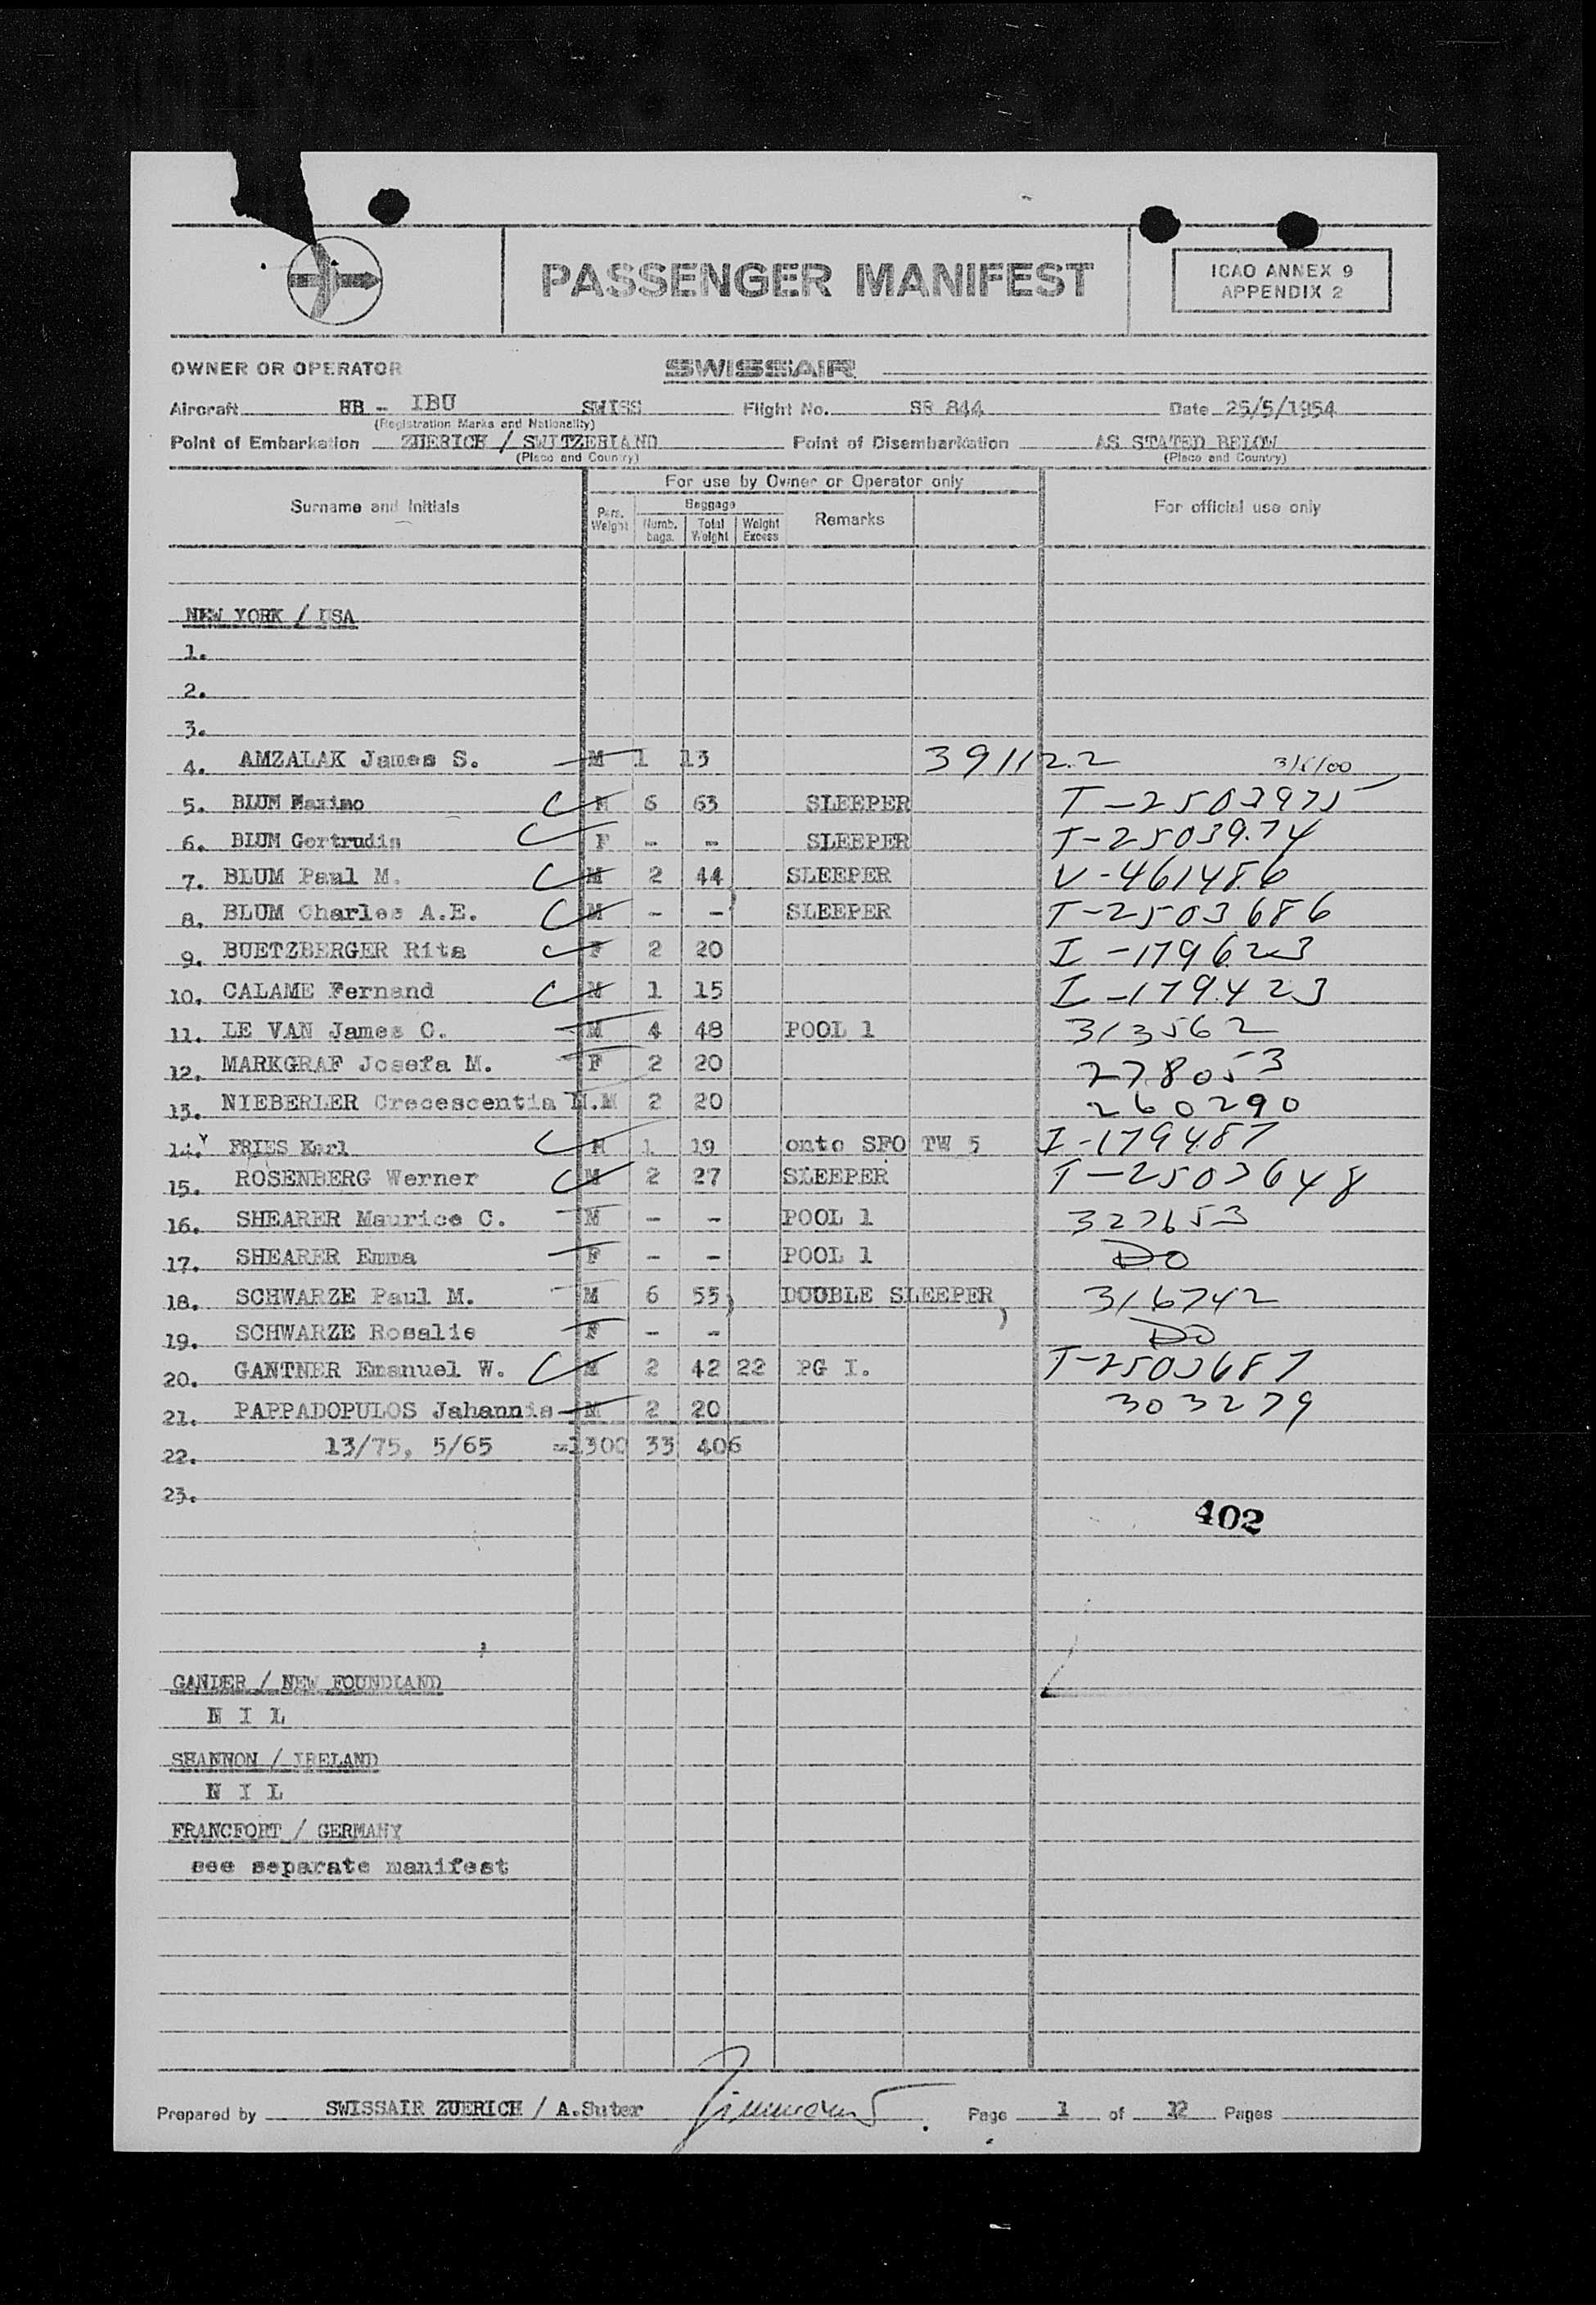 PASSENGER MANIFEST
ICAO ANNEX 9
APPENDIX 2
OWNER OR OPERATOR SWISSAIR
Aircraft HB - IBU SWISS Flight No. SR 844 Date 25/5/1954
(Registration Marks and Nationality)
Point of Embarkation ZUERICH / SWITZERLAND Point of Disembarkation AS STATED BELOW
(Place and Country) (Place and Country)
For use by Owner or Operator only
Surname and Initials Pers. Weight Baggage Numb. bags. Total Weight Weight Excess Remarks For official use only
NEW YORK / USA
1.
2.
3.
4. AMZALAK James S. M 1 13 391122
5. BLUM Maximo M 6 63 SLEEPER T-2503975
6. BLUM Gertrudis F - - SLEEPER T-2503974
7. BLUM Paul M. M 2 44 SLEEPER V-461486
8. BLUM Charles A.E. M - - SLEEPER T-2503686
9. BUETZBERGER Rita F 2 20 I-179623
10. CALAME Fernand M 1 15 I-179423
11. LE VAN James C. M 4 48 POOL 1 313562
12. MARKGRAF Josefa M. F 2 20 278053
13. NIEBERLER Crecescentia M.M 2 20 260290
14. FRIES Karl M 1 19 onto SFO TW 5 I-179487
15. ROSENBERG Werner M 2 27 SLEEPER T-2503648
16. SHEARER Maurice C. M - - POOL 1 327653
17. SHEARER Emma F - - POOL 1 DO
18. SCHWARZE Paul M. M 6 55) DOUBLE SLEEPER) 316742
19. SCHWARZE Rosalie F - - DO
20. GANTNER Emanuel W. M 2 42 22 PG I. T-2503687
21. PAPPADOPULOS Jahannis M 2 20 303279
22. 13/75, 5/65 =1300 33 406
23.
402
GANDER / NEW FOUNDLAND
N I L
SHANNON / IRELAND
N I L
FRANCFORT / GERMANY
see separate manifest
Prepared by SWISSAIR ZUERICH / A.Suter Page 1 of 12 Pages